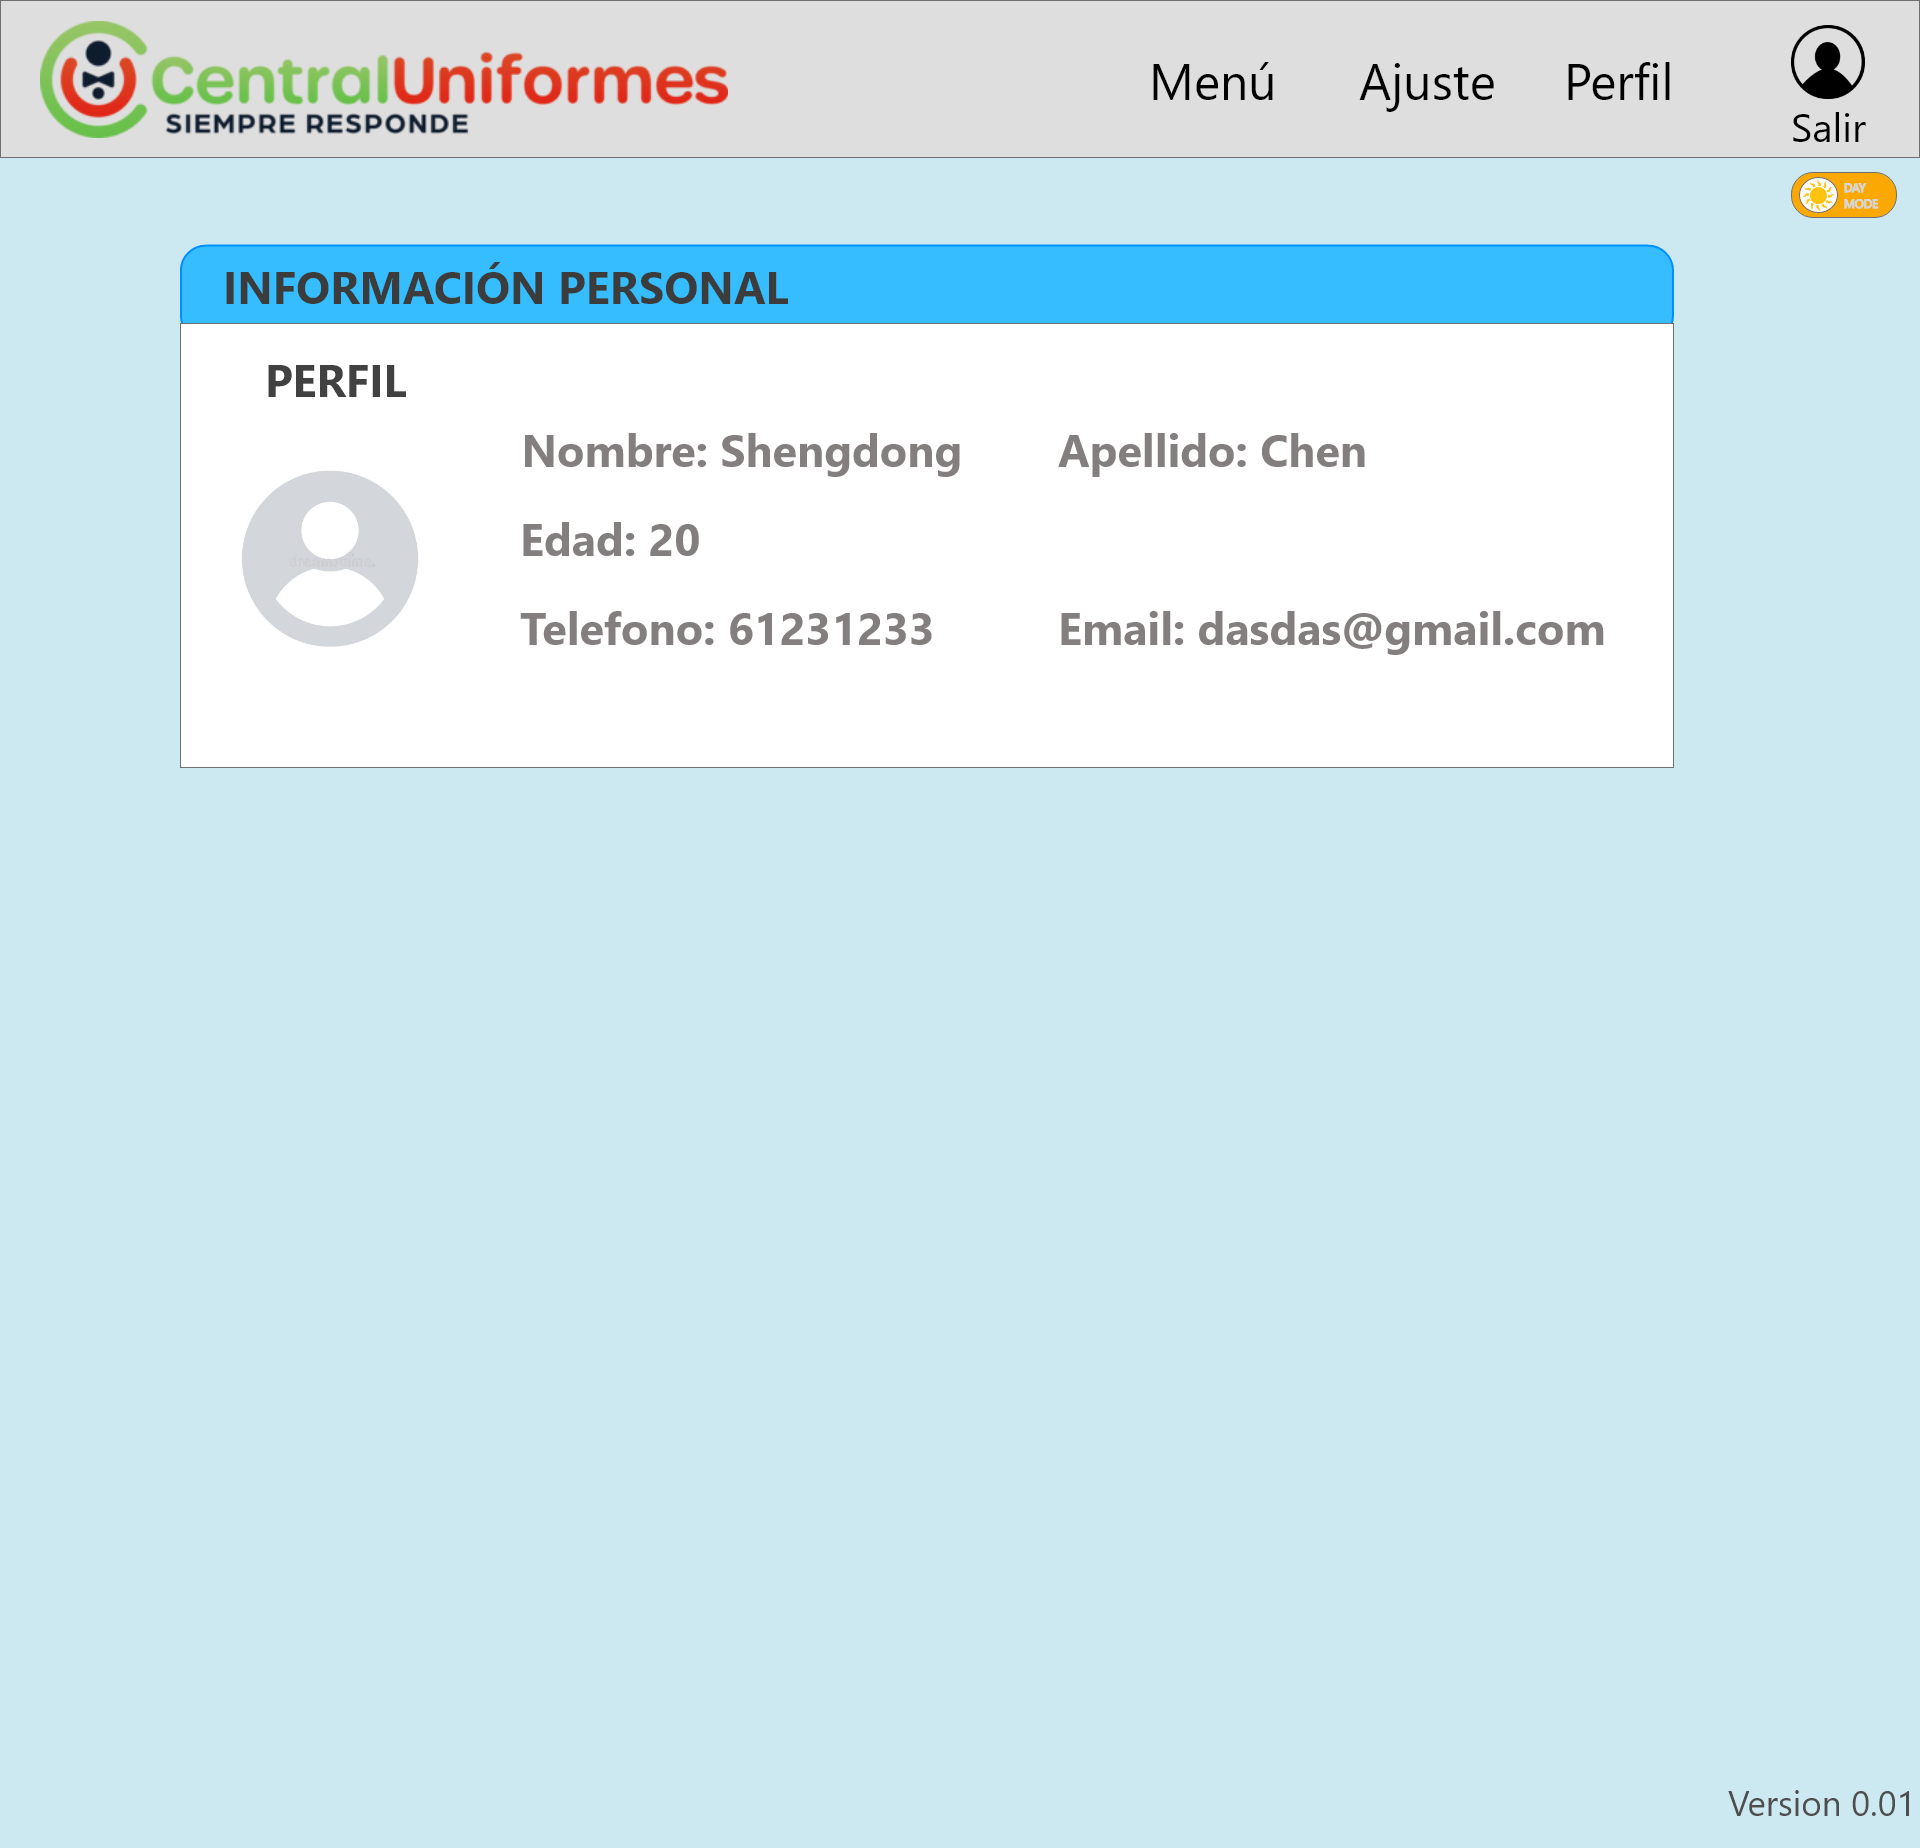 CentralUniformes
SIEMPRE RESPONDE
Menú Ajuste Perfil
Salir
DAY
MODE
INFORMACIÓN PERSONAL
PERFIL
Nombre: Shengdong Apellido: Chen
Edad: 20
Telefono: 61231233 Email: dasdas@gmail.com
Version 0.01